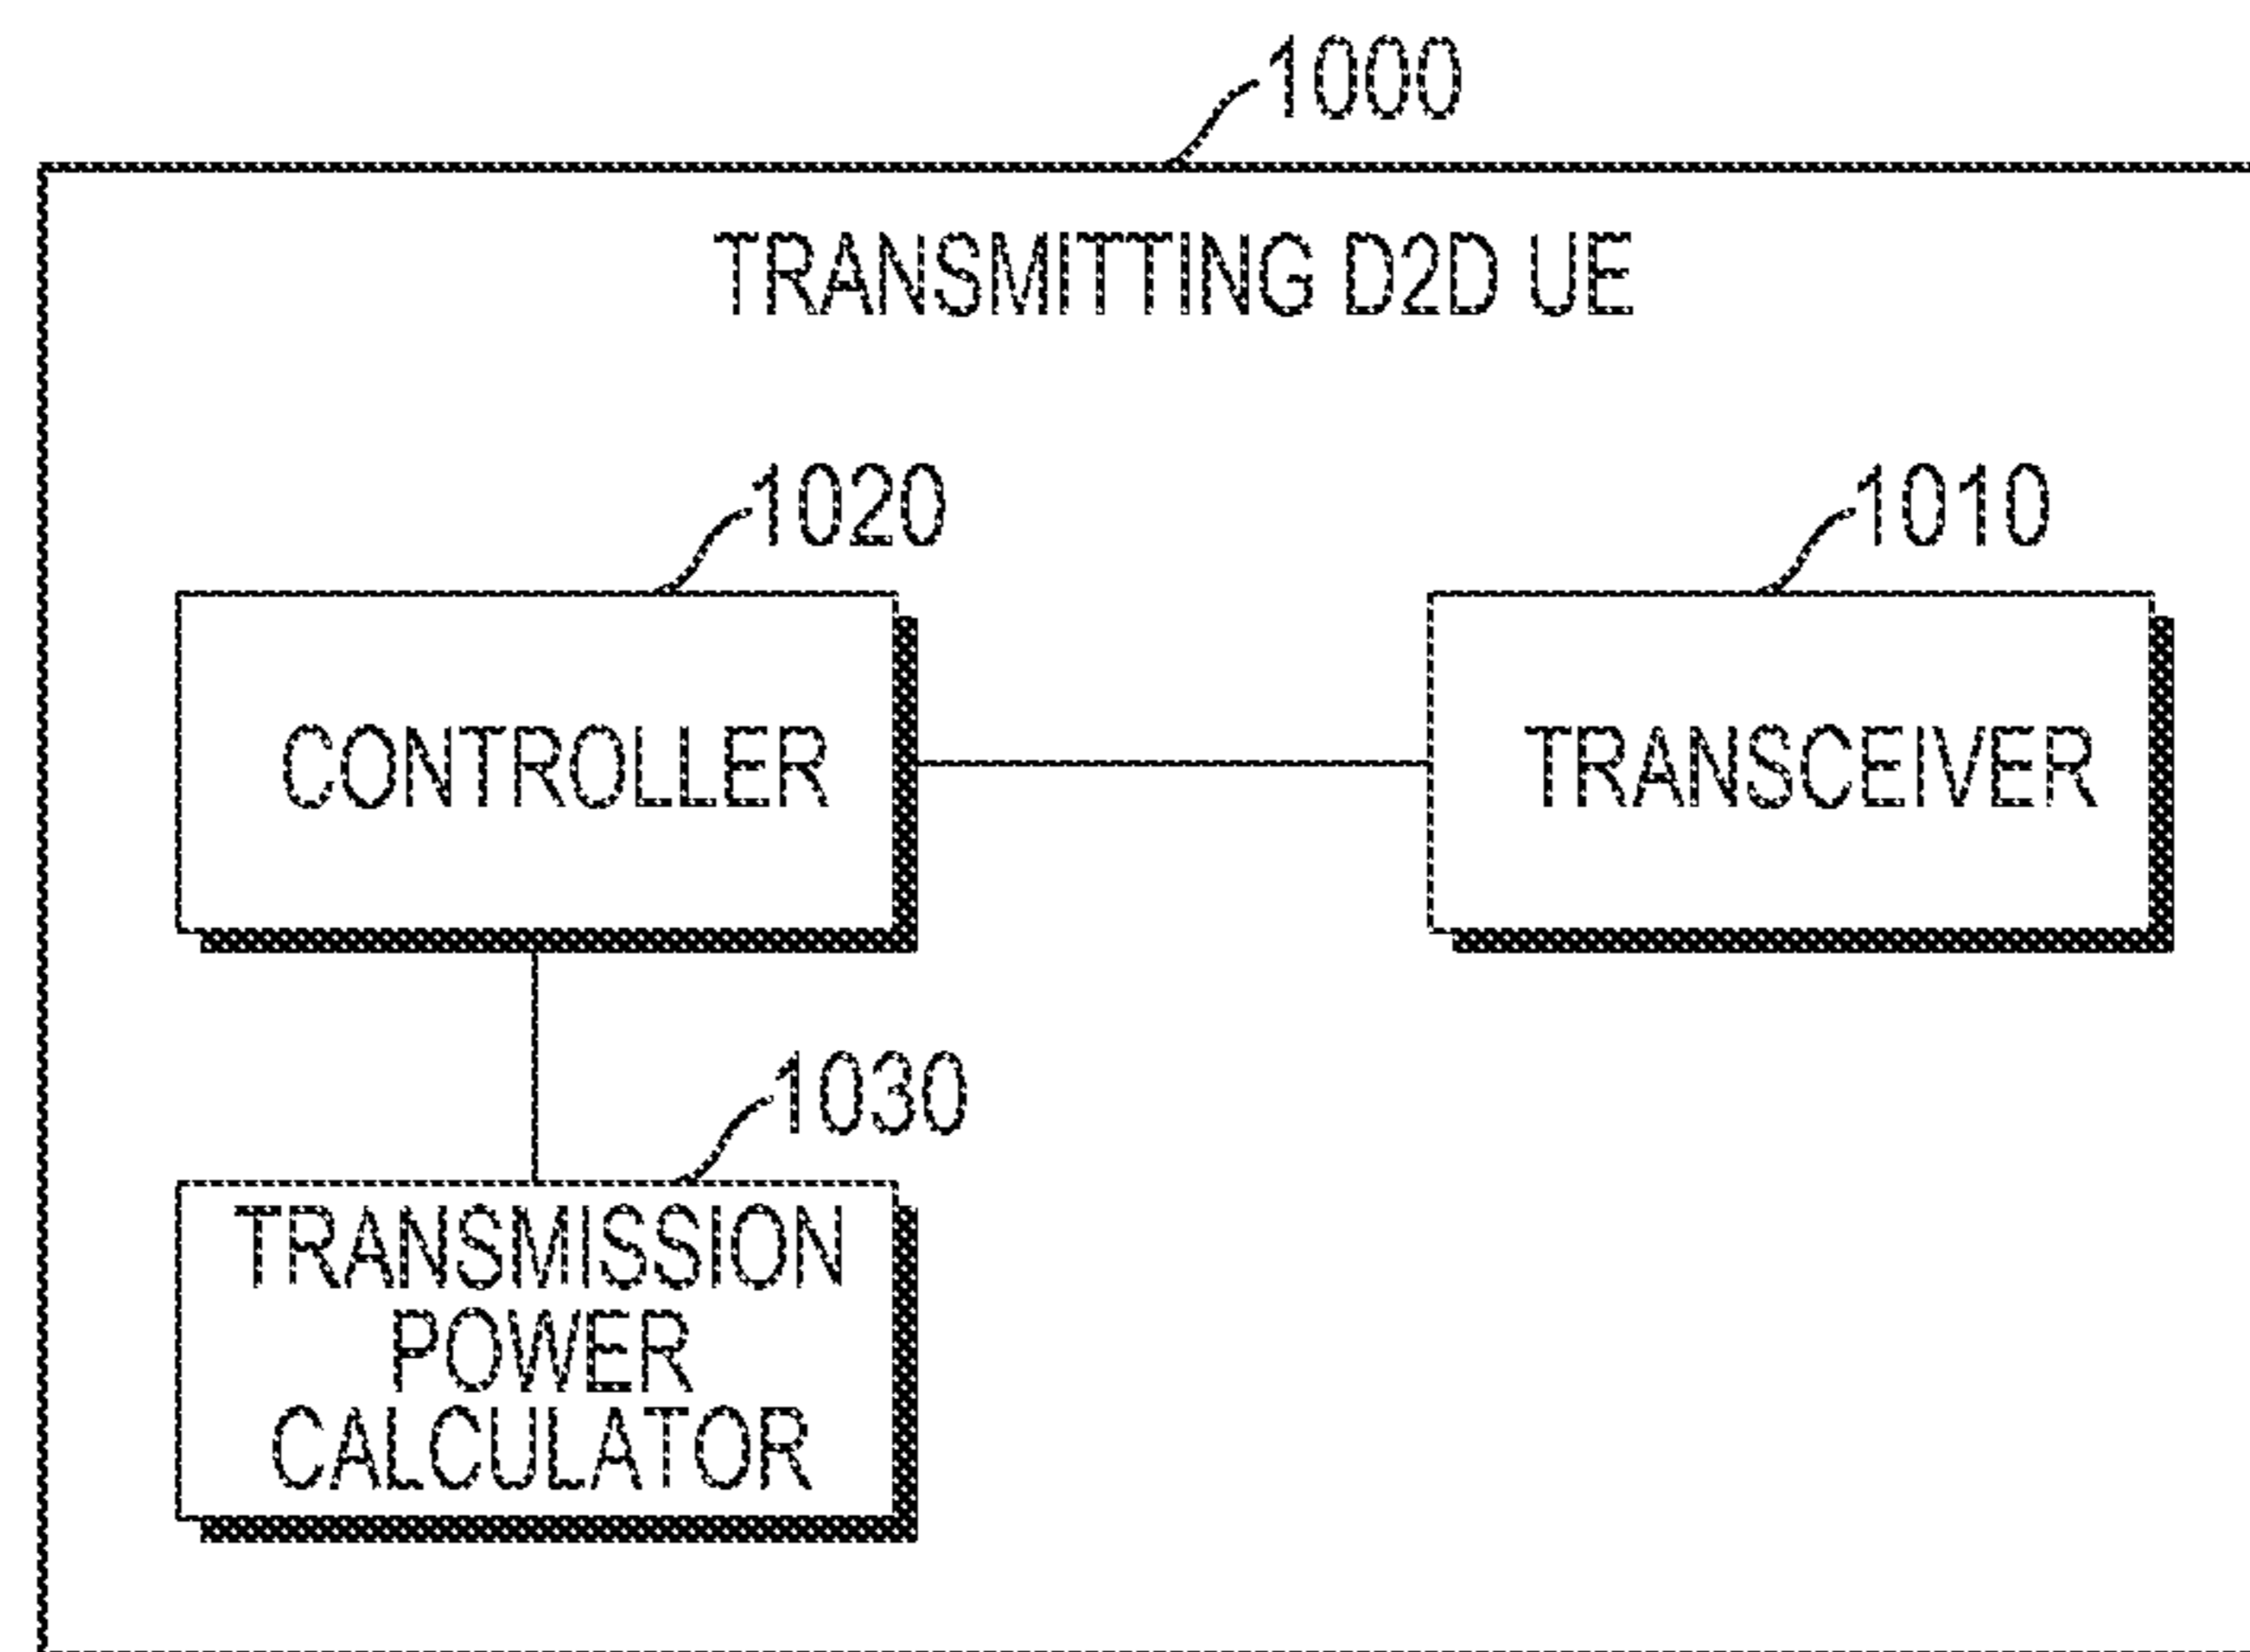 1000
TRANSMITTING D2D UE
1020
1010
CONTROLLER
TRANSCEIVER
1030
TRANSMISSION
POWER
CALCULATOR